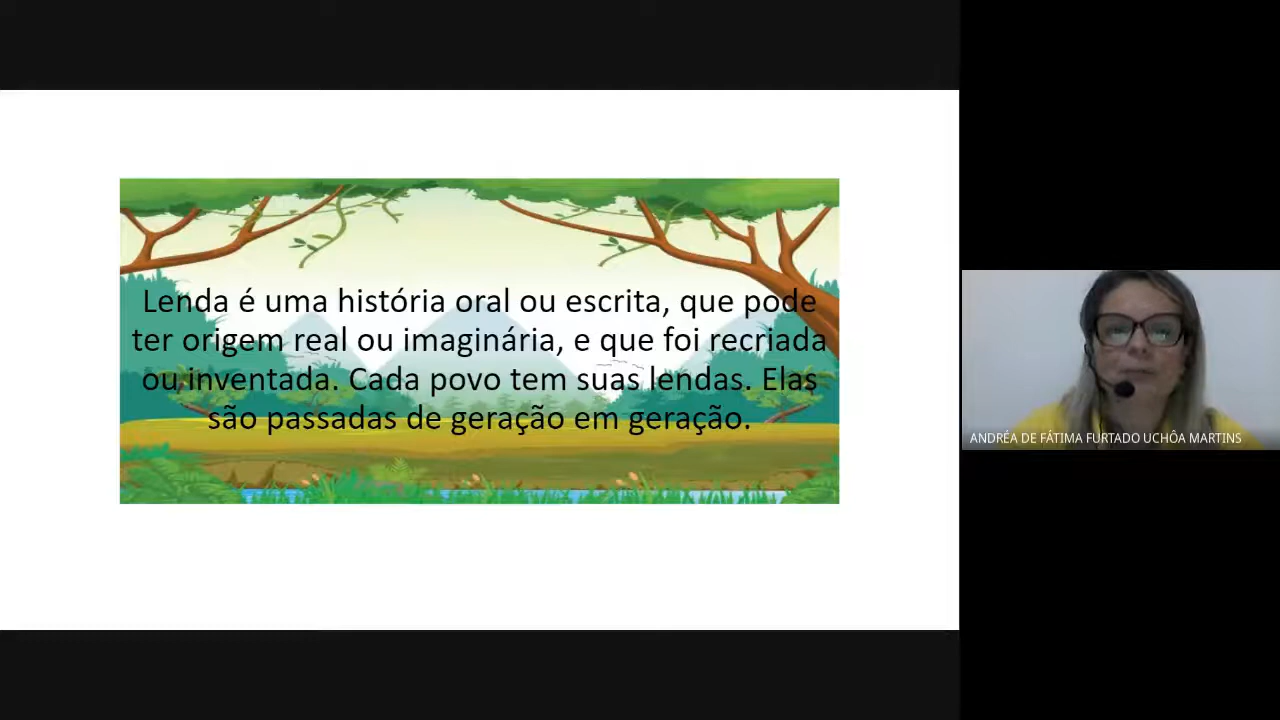 Lenda é uma história oral ou escrita, que pode
ter origem real ou imaginária, e que foi recriada
ou inventada. Cada povo tem suas lendas. Elas
são passadas de geração em geração.
ANDRÉA DE FÁTIMA FURTADO UCHÔA MARTINS